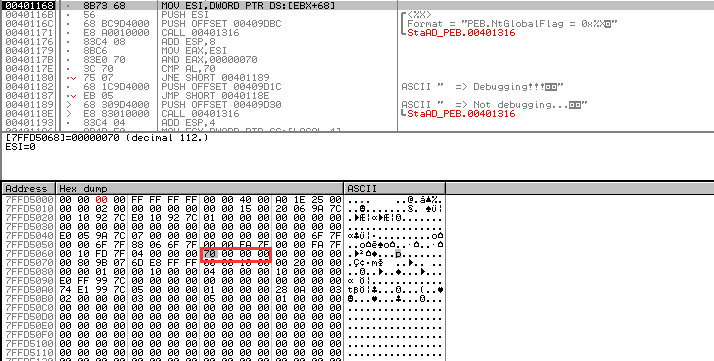 00401168 8B73 68 MOV ESI,DWORD PTR DS:[EBX+68]
0040116B 56 PUSH ESI <%X>
0040116C 68 BC9D4000 PUSH OFFSET 00409DBC Format = "PEB.NtGlobalFlag = 0x%X
00401171 E8 A0010000 CALL 00401316 StaAD_PEB.00401316
00401176 83C4 08 ADD ESP,8
00401179 8BC6 MOV EAX,ESI
0040117B 83E0 70 AND EAX,00000070
0040117E 3C 70 CMP AL,70
00401180 75 07 JNE SHORT 00401189
00401182 68 1C9D4000 PUSH OFFSET 00409D1C ASCII " => Debugging!!!
00401187 EB 05 JMP SHORT 0040118E
00401189 > 68 309D4000 PUSH OFFSET 00409D30 ASCII " => Not debugging...
0040118E > E8 83010000 CALL 00401316 StaAD_PEB.00401316
00401193 83C4 04 ADD ESP,4
[7FFD5068]=00000070 (decimal 112.)
ESI=0
Address Hex dump ASCII
7FFD5000 00 00 00 00 FF FF FF FF 00 00 40 00 A0 1E 25 00
7FFD5010 00 00 02 00 00 00 00 00 00 00 15 00 20 06 9A 7C
7FFD5020 00 10 92 7C E0 10 92 7C 01 00 00 00 00 00 00 00
7FFD5030 00 00 00 00 00 00 00 00 00 00 00 00 00 00 00 00
7FFD5040 E0 05 9A 7C 07 00 00 00 00 00 00 00 00 00 6F 7F
7FFD5050 00 00 6F 7F 88 06 6F 7F 00 00 FA 7F 00 00 FA 7F
7FFD5060 00 10 FD 7F 04 00 00 00 70 00 00 00 00 00 00 00
7FFD5070 00 80 9B 07 6D E8 FF FF 00 00 10 00 00 20 00 00
7FFD5080 00 00 01 00 00 10 00 00 04 00 00 00 10 00 00 00
7FFD5090 E0 FF 99 7C 00 00 00 00 00 00 00 00 00 00 00 00
7FFD50A0 74 E1 99 7C 05 00 00 00 01 00 00 00 28 0A 00 03
7FFD50B0 02 00 00 00 03 00 00 00 05 00 00 00 01 00 00 00
7FFD50C0 00 00 00 00 00 00 00 00 00 00 00 00 00 00 00 00
7FFD50D0 00 00 00 00 00 00 00 00 00 00 00 00 00 00 00 00
7FFD50E0 00 00 00 00 00 00 00 00 00 00 00 00 00 00 00 00
7FFD50F0 00 00 00 00 00 00 00 00 00 00 00 00 00 00 00 00
7FFD5100 00 00 00 00 00 00 00 00 00 00 00 00 00 00 00 00
7FFD5110 00 00 00 00 00 00 00 00 00 00 00 00 00 00 00 00